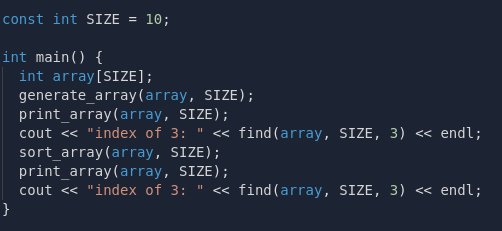 const int SIZE = 10;

int main() {
  int array[SIZE];
  generate_array(array, SIZE);
  print_array(array, SIZE);
  cout << "index of 3: " << find(array, SIZE, 3) << endl;
  sort_array(array, SIZE);
  print_array(array, SIZE);
  cout << "index of 3: " << find(array, SIZE, 3) << endl;
}